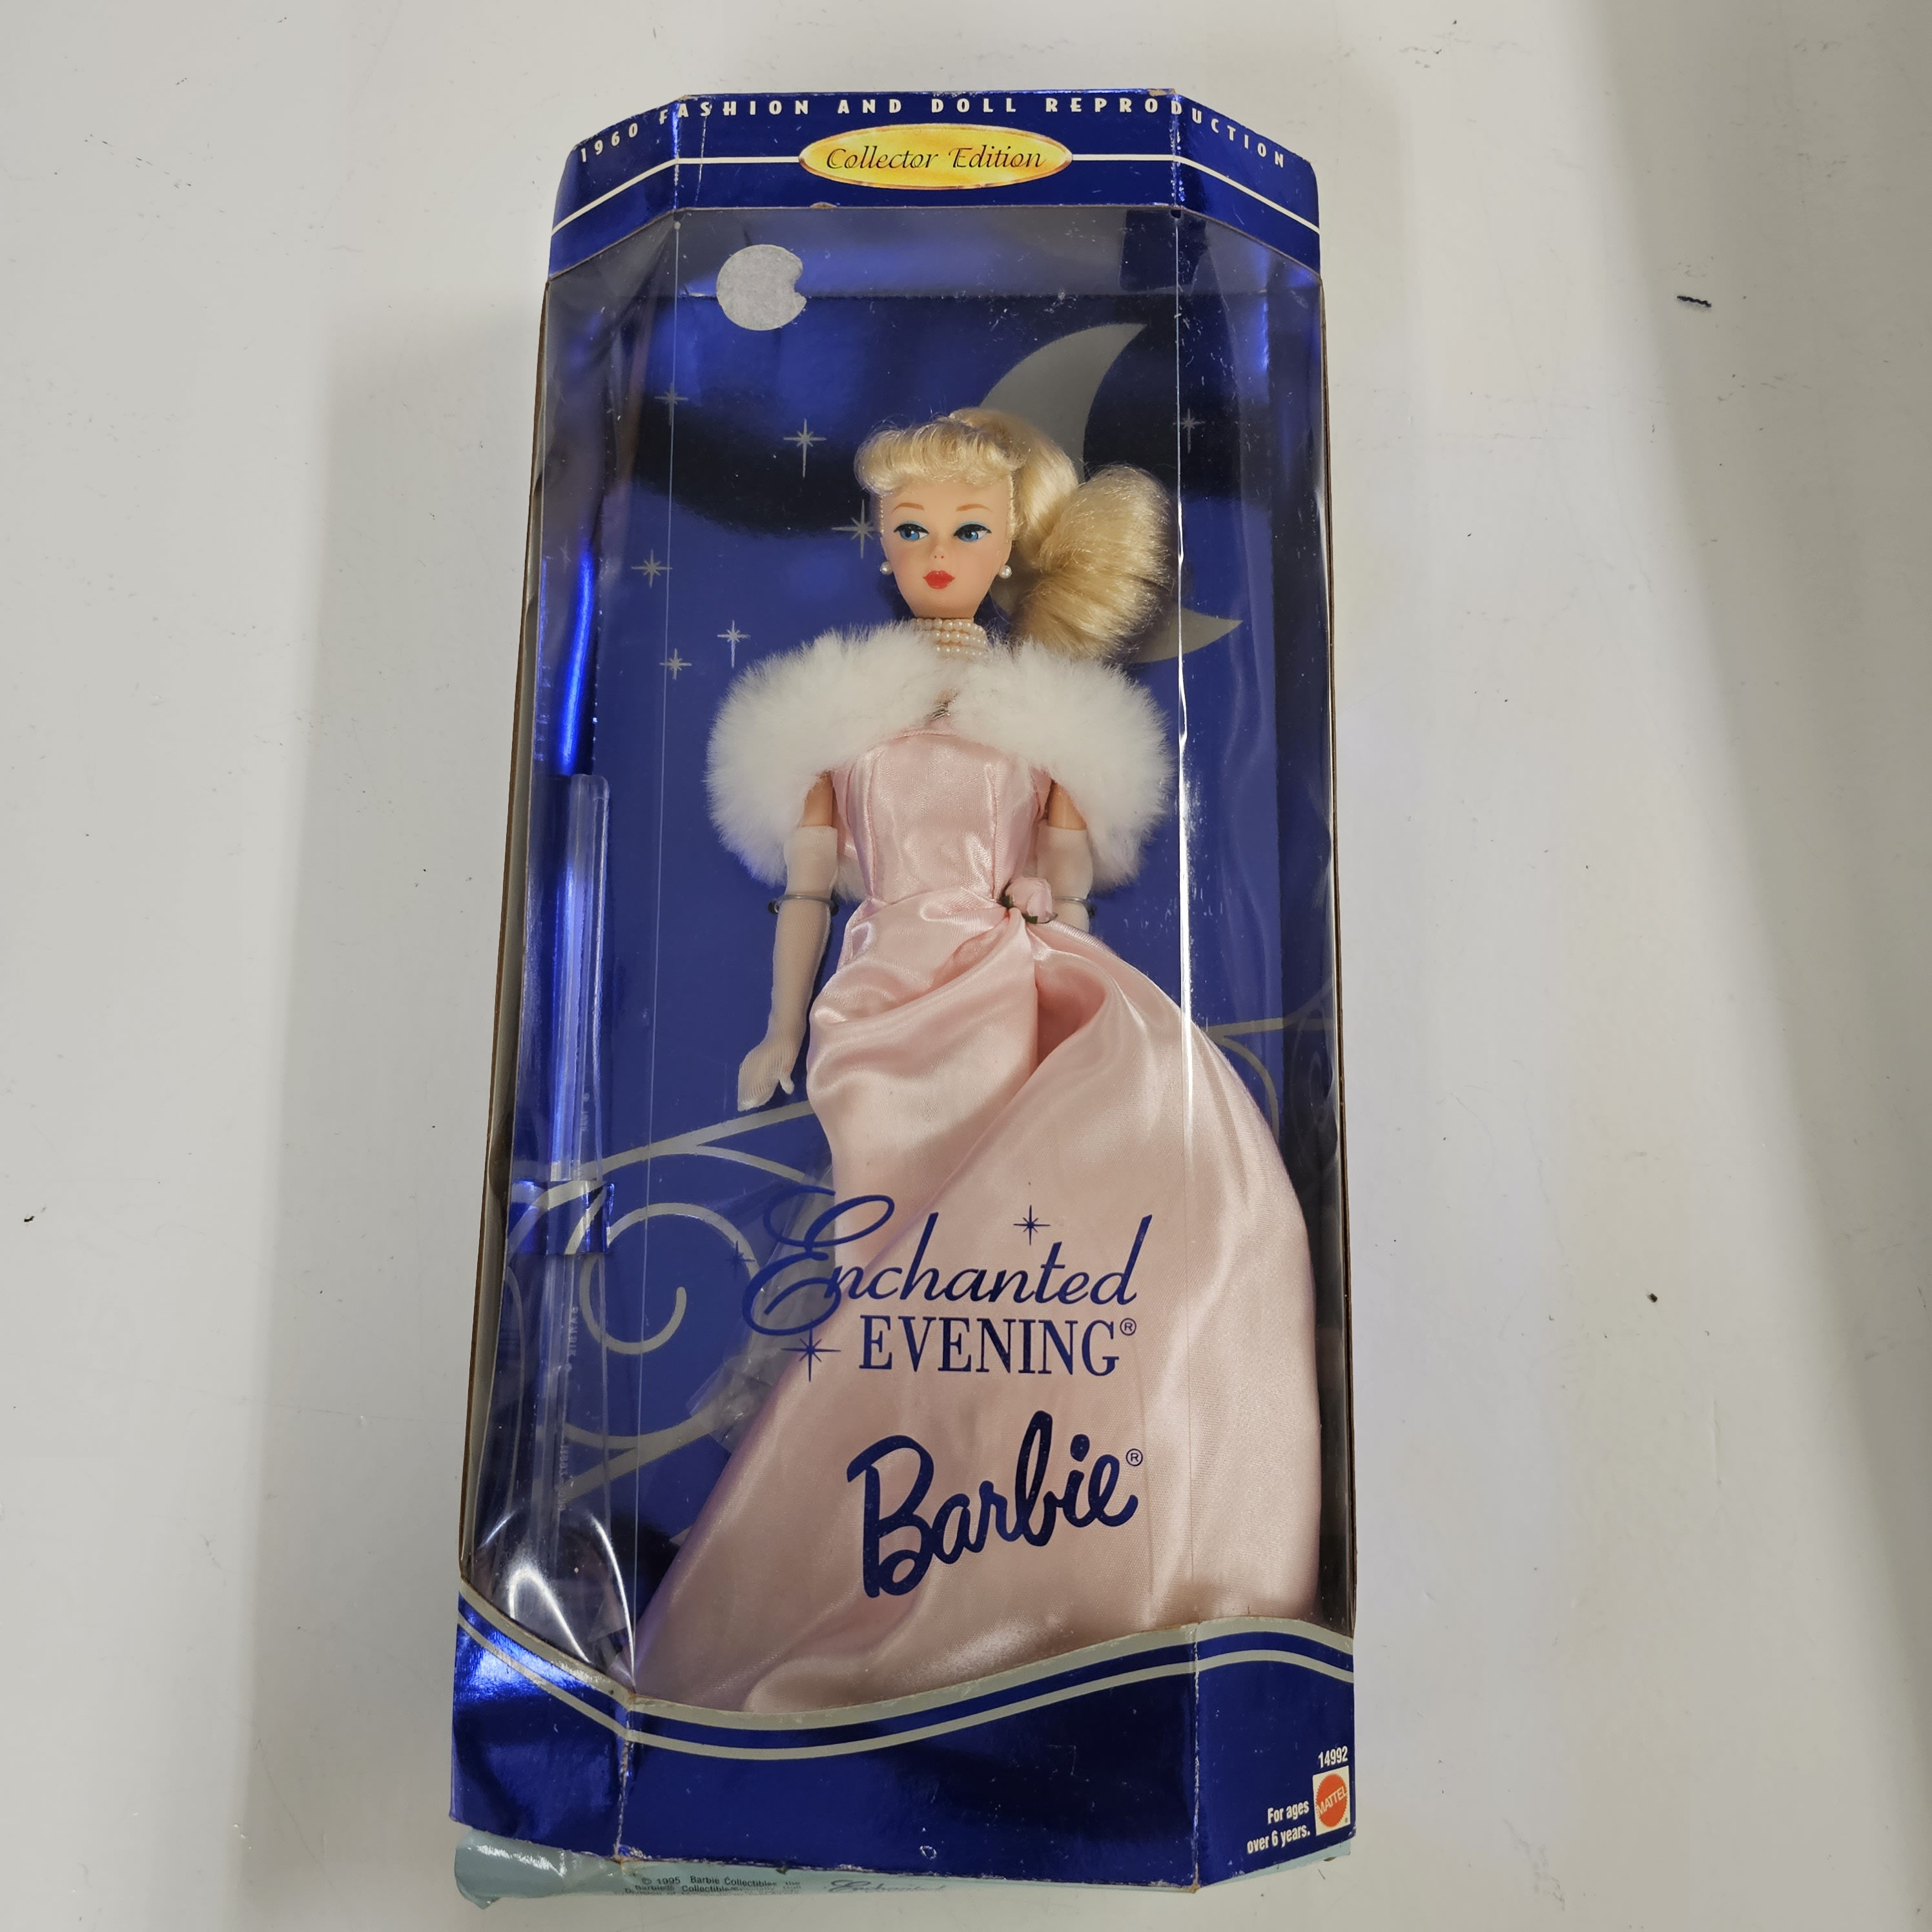 1960 FASHION AND DOLL REPRODUCTION
Collector Edition
Enchanted
EVENING®
Barbie®
14992
MATTEL
For ages
over 6 years.
© 1995 Barbie Collectibles
Enchanted